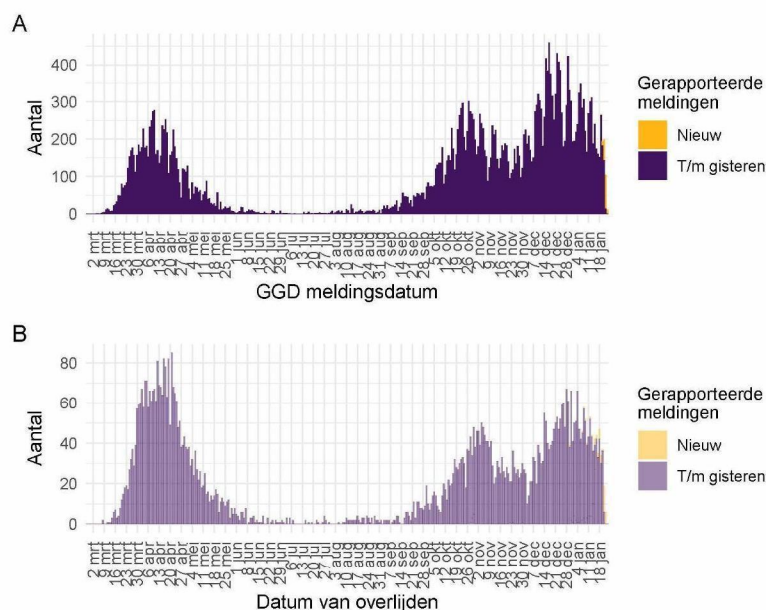 A
400
300
200
100
0
Aantal
2 mrt
9 mrt
16 mrt
23 mrt
30 mrt
6 apr
13 apr
20 apr
27 apr
4 mei
11 mei
18 mei
25 mei
1 jun
8 jun
15 jun
22 jun
29 jun
6 jul
13 jul
20 jul
27 jul
3 aug
10 aug
17 aug
24 aug
31 aug
7 sep
14 sep
21 sep
28 sep
5 okt
12 okt
19 okt
26 okt
2 nov
9 nov
16 nov
23 nov
30 nov
7 dec
14 dec
21 dec
28 dec
4 jan
11 jan
18 jan
GGD meldingsdatum
Gerapporteerde
meldingen
Nieuw
T/m gisteren
B
80
60
40
20
0
Aantal
2 mrt
9 mrt
16 mrt
23 mrt
30 mrt
6 apr
13 apr
20 apr
27 apr
4 mei
11 mei
18 mei
25 mei
1 jun
8 jun
15 jun
22 jun
29 jun
6 jul
13 jul
20 jul
27 jul
3 aug
10 aug
17 aug
24 aug
31 aug
7 sep
14 sep
21 sep
28 sep
5 okt
12 okt
19 okt
26 okt
2 nov
9 nov
16 nov
23 nov
30 nov
7 dec
14 dec
21 dec
28 dec
4 jan
11 jan
18 jan
Datum van overlijden
Gerapporteerde
meldingen
Nieuw
T/m gisteren